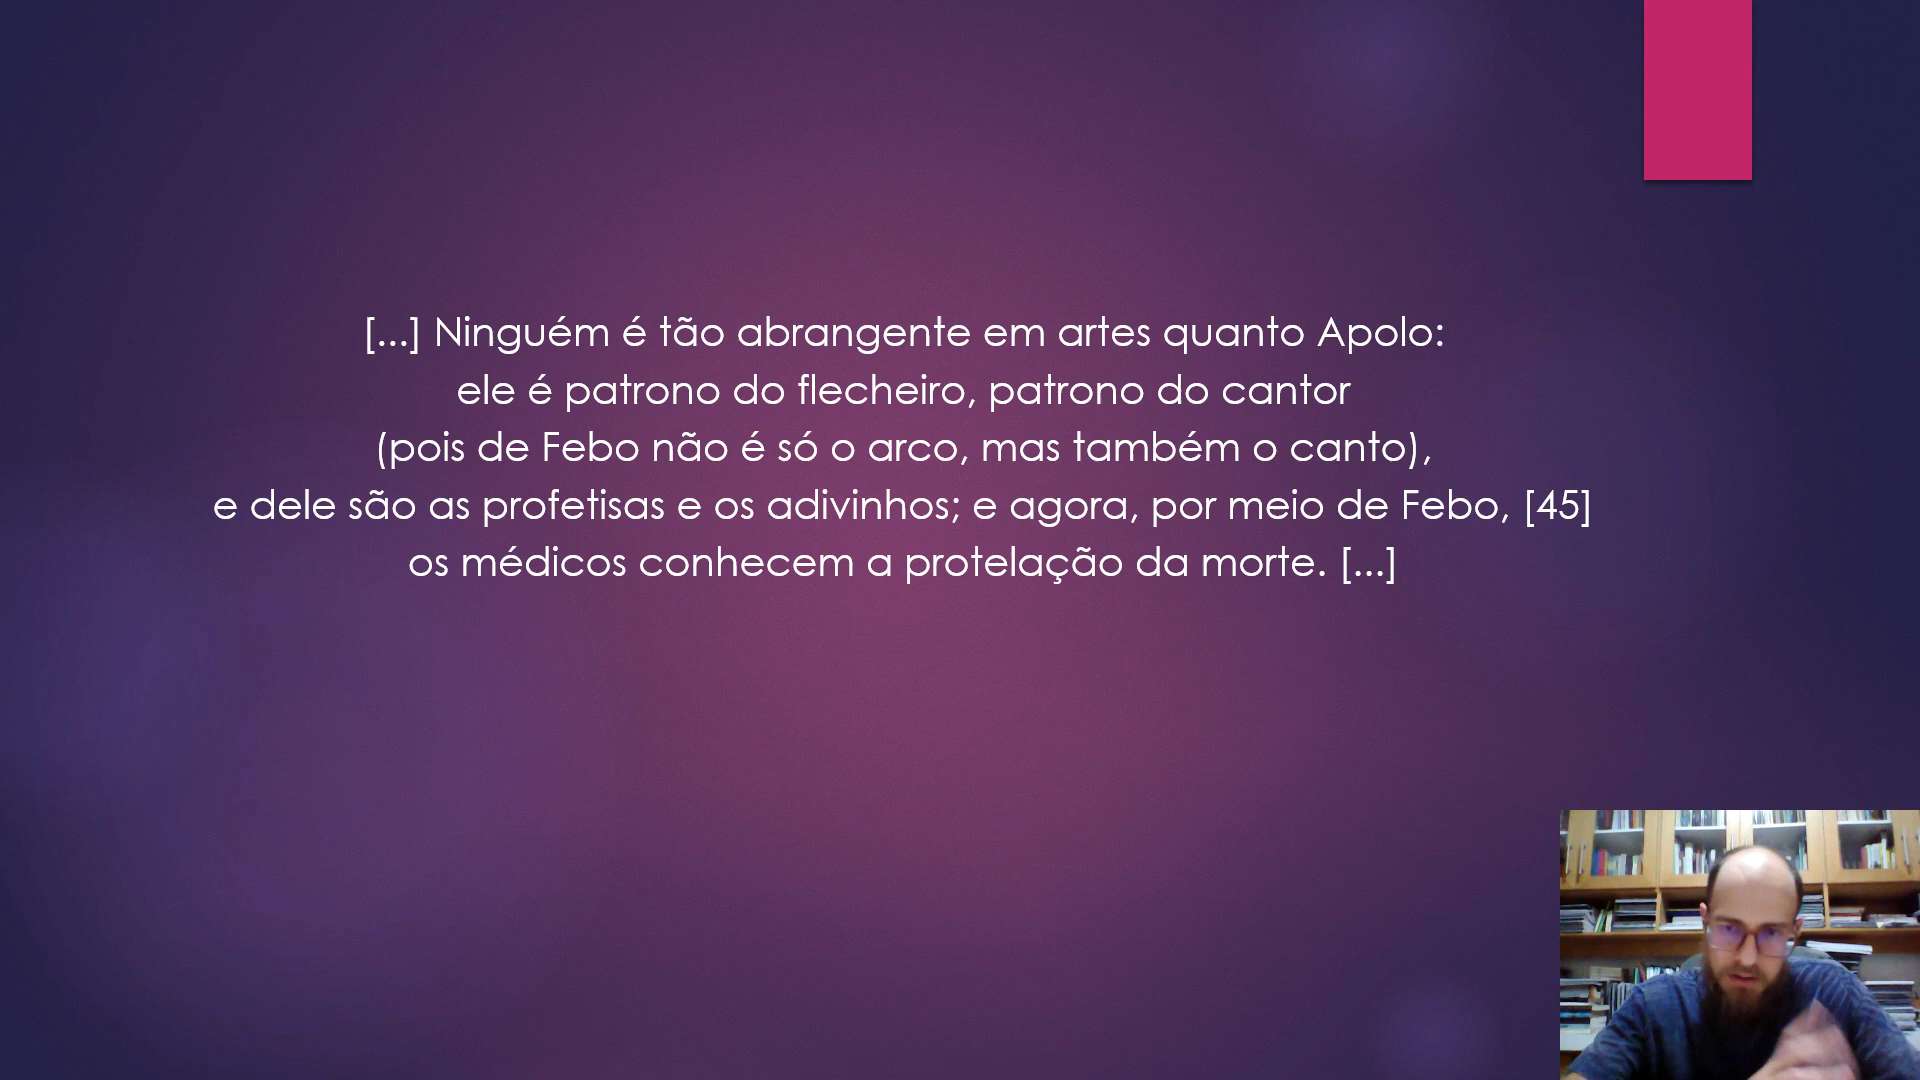 [...] Ninguém é tão abrangente em artes quanto Apolo:
ele é patrono do flecheiro, patrono do cantor
(pois de Febo não é só o arco, mas também o canto),
e dele são as profetisas e os adivinhos; e agora, por meio de Febo, [45]
os médicos conhecem a protelação da morte. [...]